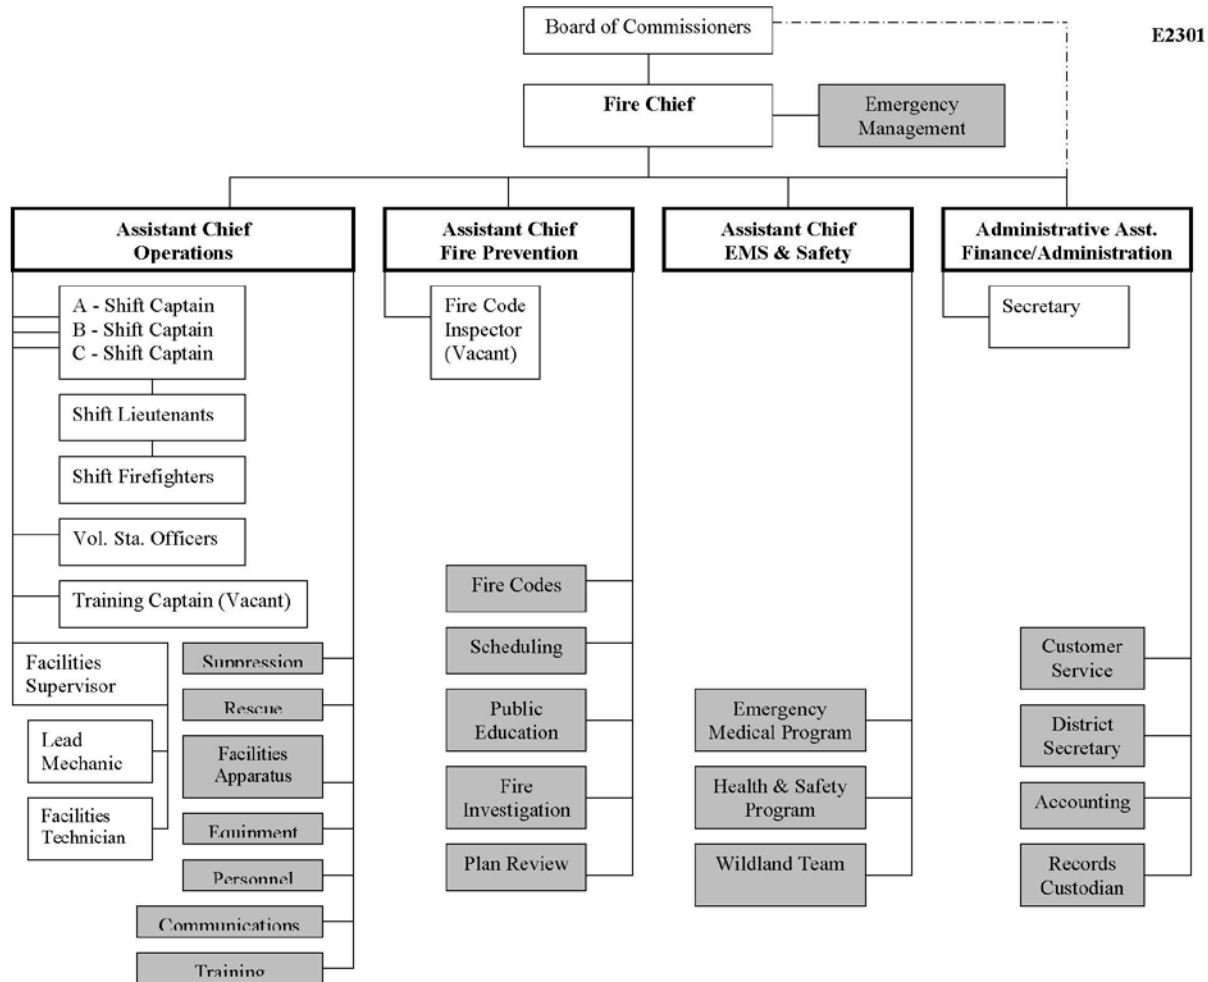 Board of Commissioners
E2301
Fire Chief
Emergency
Management
Assistant Chief
Operations
Assistant Chief
Fire Prevention
Assistant Chief
EMS & Safety
Administrative Asst.
Finance/Administration
A - Shift Captain
B - Shift Captain
C - Shift Captain
Shift Lieutenants
Shift Firefighters
Vol. Sta. Officers
Training Captain (Vacant)
Facilities
Supervisor
Lead
Mechanic
Facilities
Technician
Suppression
Rescue
Facilities
Apparatus
Equipment
Personnel
Communications
Training
Fire Code
Inspector
(Vacant)
Fire Codes
Scheduling
Public
Education
Fire
Investigation
Plan Review
Emergency
Medical Program
Health & Safety
Program
Wildland Team
Secretary
Customer
Service
District
Secretary
Accounting
Records
Custodian